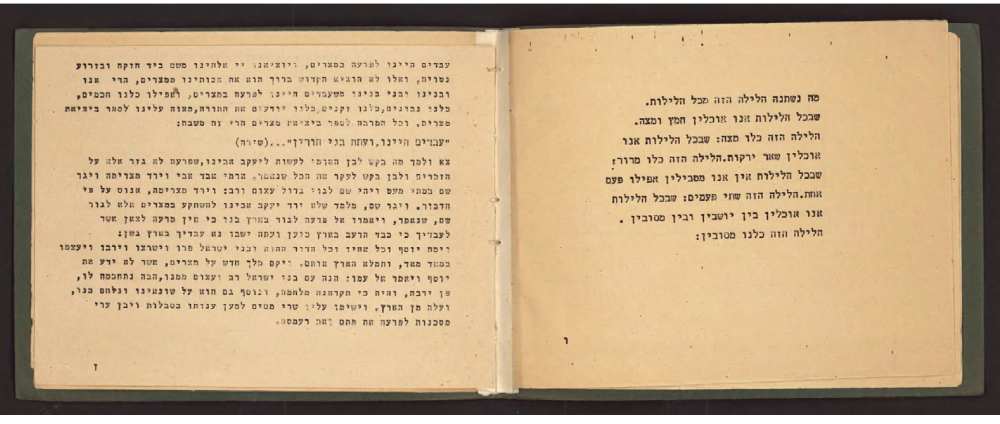 מה נשתנה הלילה הזה מכל הלילות.
שבכל הלילות אנו אוכלין חמץ ומצה.
הלילה הזה כלו מצה: שבכל הלילות אנו
אוכלין שאר ירקות.הלילה הזה כלו מרור:
שבכל הלילות אין אנו מטבילין אפילו פעם
אחת.הלילה הזה שתי פעמים: שבכל הלילות
אנו אוכלין בין יושבין ובין מסובין .
הלילה הזה כלנו מסובין:
ו
עבדים היינו לפרעה במצרים, ויוציאנו יי אלהינו משם ביד חזקה ובזרוע
נטויה. ואלו לא הוציא הקדוש ברוך הוא את אבותינו ממצרים, הרי אנו
ובנינו ובני בנינו משעבדים היינו לפרעה במצרים, ואפילו כלנו חכמים,
כלנו נבונים,כלנו זקנים,כלנו יודעים את התורה,מצוה עלינו לספר ביציאת
מצרים. וכל המרבה לספר ביציאת מצרים הרי זה משבח:
"עבדים היינו,ועתה בני חורין"...(שירה)
צא ולמד מה בקש לבן הארמי לעשות ליעקב אבינו,שפרעה לא גזר אלא על
הזכרים ולבן בקש לעקר את הכל שנאמר, ארמי אבד אבי וירד מצרימה ויגר
שם במתי מעט ויהי שם לגוי גדול עצום ורב: וירד מצרימה, אנוס על פי
הדבור. ויגר שם, מלמד שלא ירד יעקב אבינו להשתקע במצרים אלא לגור
שם, שנאמר, ויאמרו אל פרעה לגור בארץ בנו כי אין מרעה לצאן אשר
לעבדיך כי כבד הרעב בארץ כנען ועתה ישבו נא עבדיך בארץ גשן:
וימת יוסף וכל אחיו וכל הדור ההוא ובני ישראל פרו וישרצו וירבו ויעצמו
במאד מאד, ותמלא הארץ אותם. ויקם מלך חדש על מצרים, אשר לא ידע את
יוסף ויאמר אל עמו: הנה עם בני ישראל רב ועצום ממנו,הבה נתחכמה לו,
פן ירבה, והיה כי תקראנה מלחמה, ונוסף גם הוא על שונאינו ונלחם בנו,
ועלה מן הארץ. וישימו עליו שרי מסים למען ענותו בסבלות ויבן ערי
מסכנות לפרעה את פתם ואת רעמסס.
ז